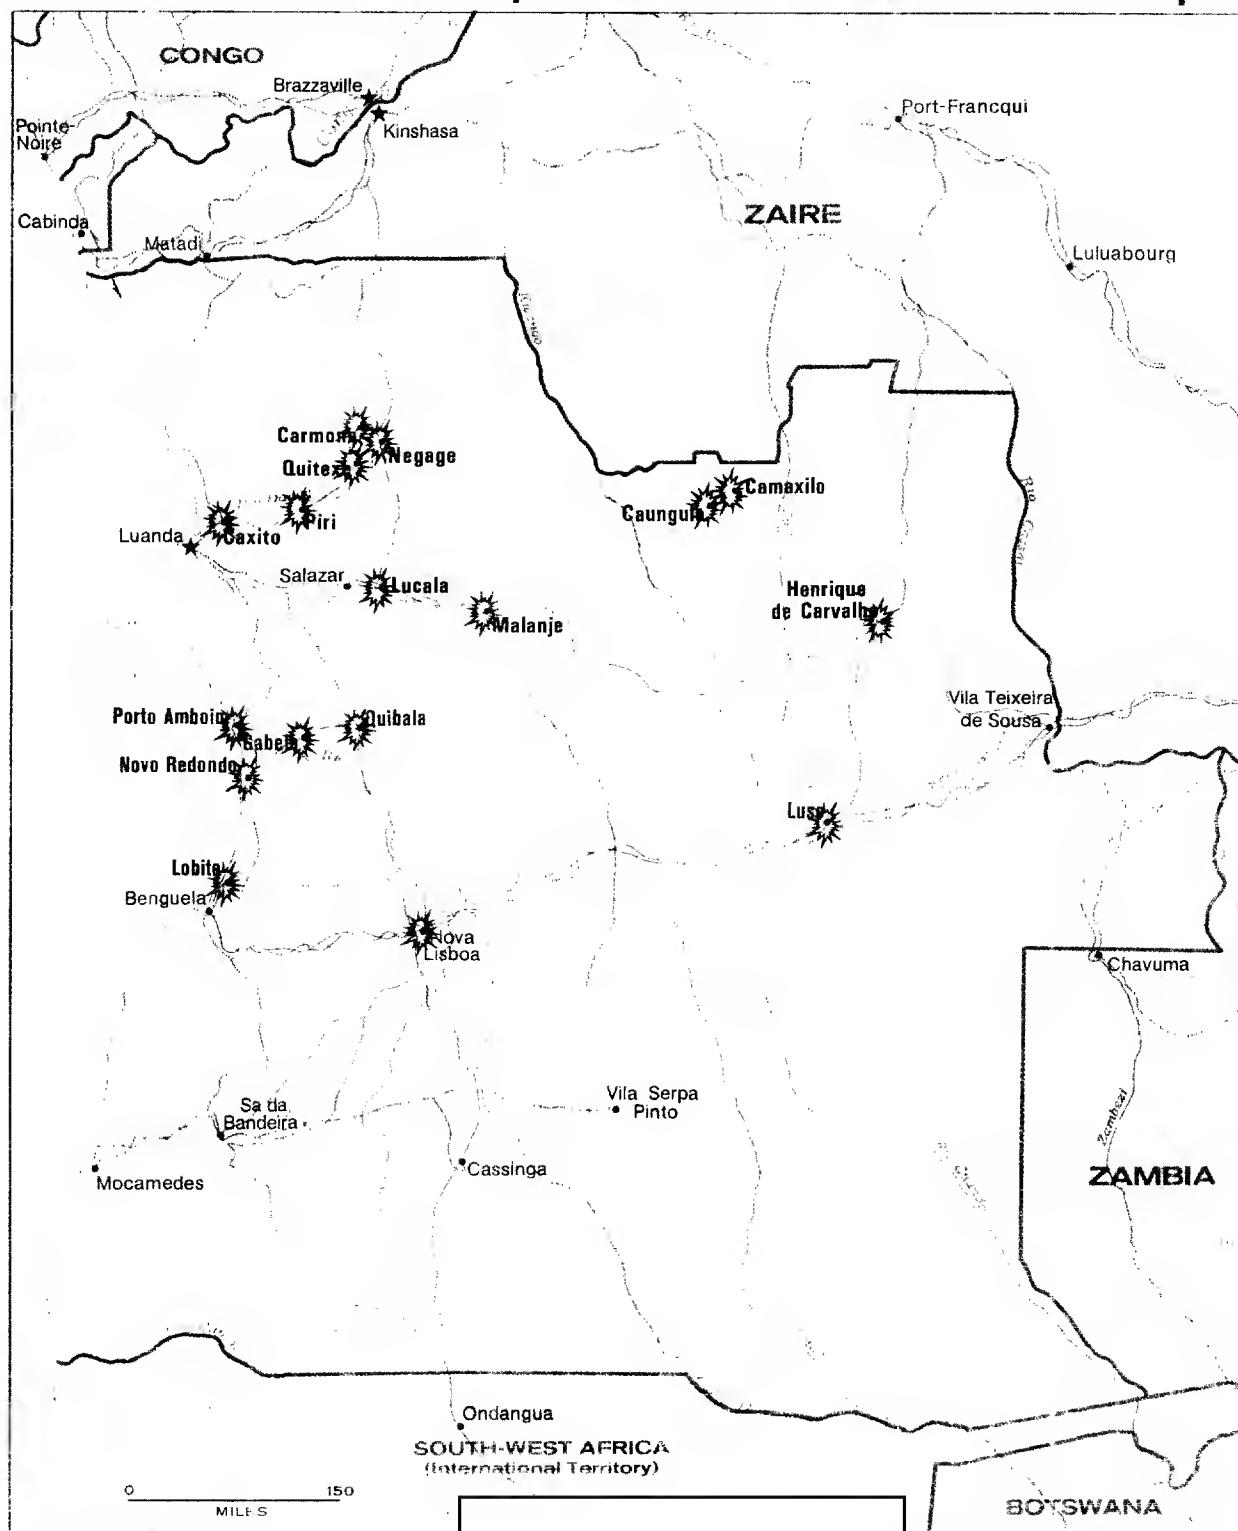 CONGO
Brazzaville
Kinshasa
Pointe-
Noire
Port-Francqui
ZAIRE
Cabinda
Matadi
Luluabourg
Carmona
Negage
Quitexe
Camaxilo
Caungula
Piri
Caxito
Luanda
Salazar
Lucala
Malanje
Henrique
de Carvalho
Vila Teixeira
de Sousa
Porto Amboim
Quibala
Gabela
Novo Redondo
Luso
Lobito
Benguela
Nova
Lisboa
Chavuma
Vila Serpa
Pinto
Sa da
Bandeira
Zambezi
Cassinga
Mocamedes
ZAMBIA
Ondangua
SOUTH-WEST AFRICA
(International Territory)
0 150
MILES
BOTSWANA